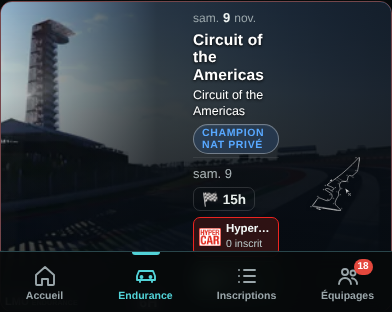 sam. 9 nov.
Circuit of
the
Americas
Circuit of the
Americas
CHAMPION
NAT PRIVÉ
sam. 9
15h
HYPER
CAR
Hyper...
0 inscrit
18
Accueil
Endurance
Inscriptions
Équipages